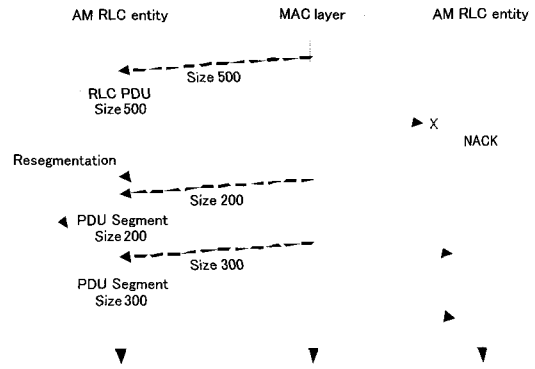 AM RLC entity
MAC layer
AM RLC entity
Size 500
RLC PDU
Size 500
X
NACK
Resegmentation
Size 200
PDU Segment
Size 200
Size 300
PDU Segment
Size 300